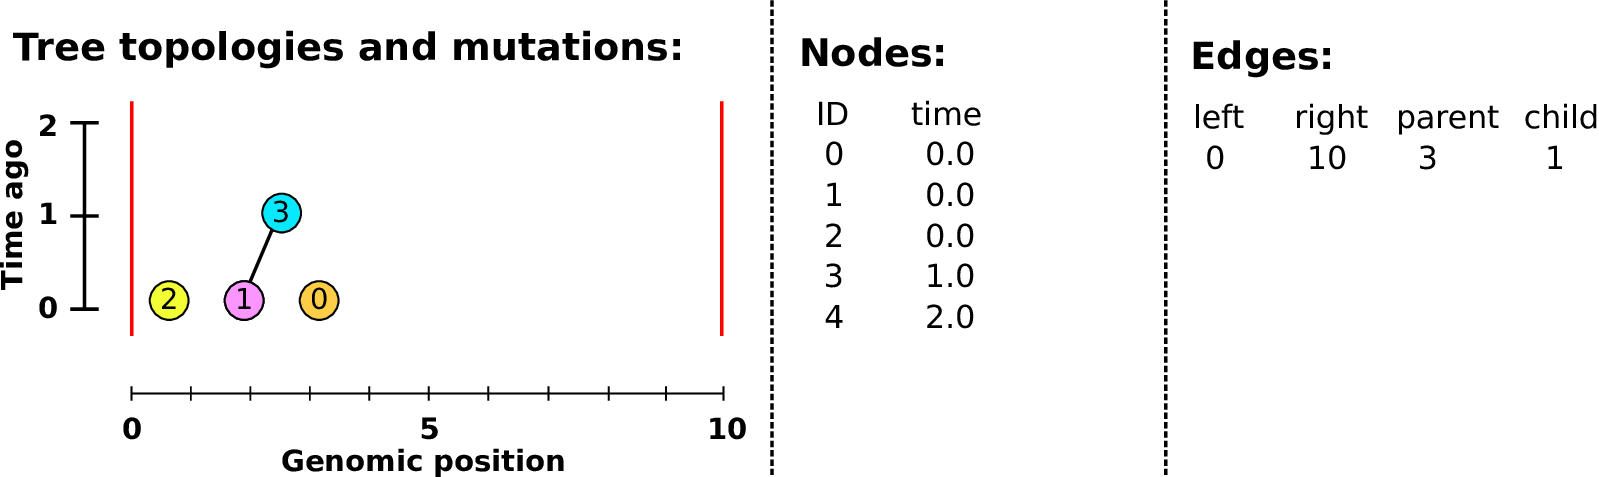 Tree topologies and mutations:
Time ago
2
1
0
3
2 1 0
0 5 10
Genomic position
Nodes:
ID time
0 0.0
1 0.0
2 0.0
3 1.0
4 2.0
Edges:
left right parent child
0 10 3 1